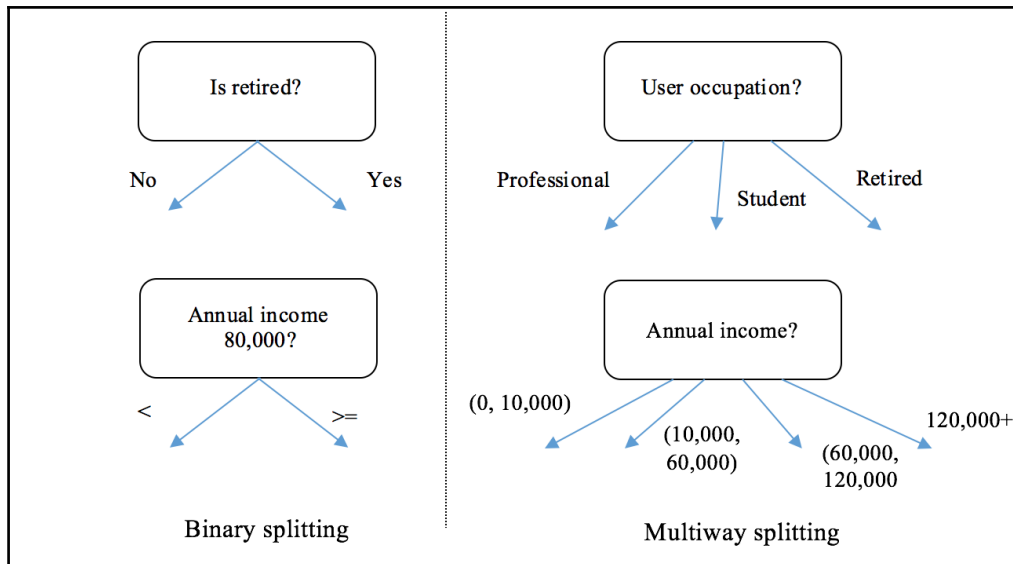 Is retired?
No
Yes
Annual income
80,000?
<
>=
Binary splitting
User occupation?
Professional
Student
Retired
Annual income?
(0, 10,000)
(10,000,
60,000)
(60,000,
120,000
120,000+
Multiway splitting